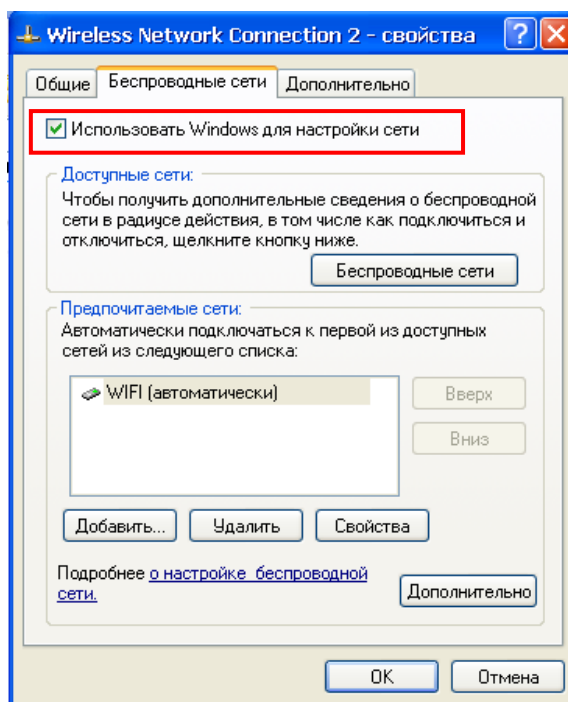 Wireless Network Connection 2 - свойства
Общие
Беспроводные сети
Дополнительно
Использовать Windows для настройки сети
Доступные сети:
Чтобы получить дополнительные сведения о беспроводной
сети в радиусе действия, в том числе как подключиться и
отключиться, щелкните кнопку ниже.
Беспроводные сети
Предпочитаемые сети:
Автоматически подключаться к первой из доступных
сетей из следующего списка:
WIFI (автоматически)
Вверх
Вниз
Добавить...
Удалить
Свойства
Подробнее о настройке беспроводной
сети.
Дополнительно
OK
Отмена